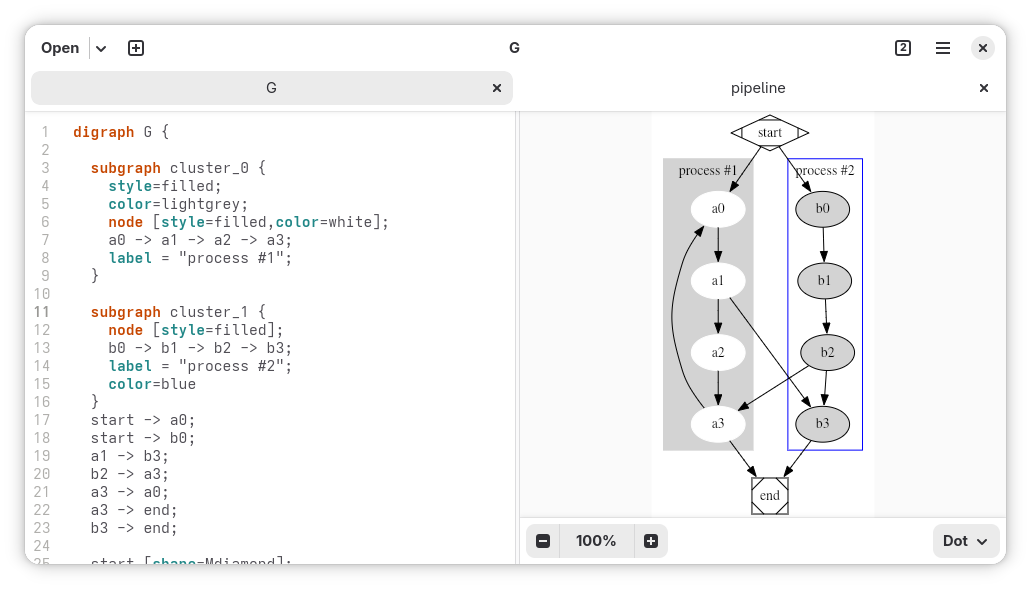 Open
G
2
G
pipeline
1 digraph G {
2
3 subgraph cluster_0 {
4 style=filled;
5 color=lightgrey;
6 node [style=filled,color=white];
7 a0 -> a1 -> a2 -> a3;
8 label = "process #1";
9 }
10
11 subgraph cluster_1 {
12 node [style=filled];
13 b0 -> b1 -> b2 -> b3;
14 label = "process #2";
15 color=blue
16 }
17 start -> a0;
18 start -> b0;
19 a1 -> b3;
20 b2 -> a3;
21 a3 -> a0;
22 a3 -> end;
23 b3 -> end;
24
25 start [shape=Mdiamond];
start
process #1
process #2
a0
b0
a1
b1
a2
b2
a3
b3
end
100%
Dot